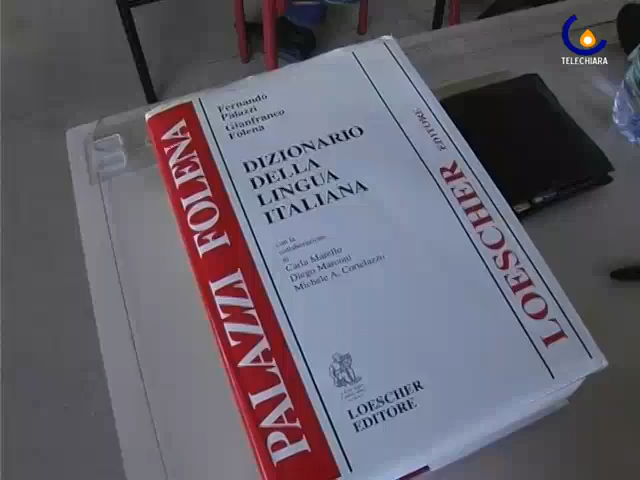 TELECHIARA
Fernando
Palazzi
Gianfranco
Folena
DIZIONARIO
DELLA
LINGUA
ITALIANA
con la
collaborazione
di
Carla Marello
Diego Marconi
Michele A. Cortelazzo
LOESCHER
EDITORE
PALAZZI FOLENA
LOESCHER EDITORE